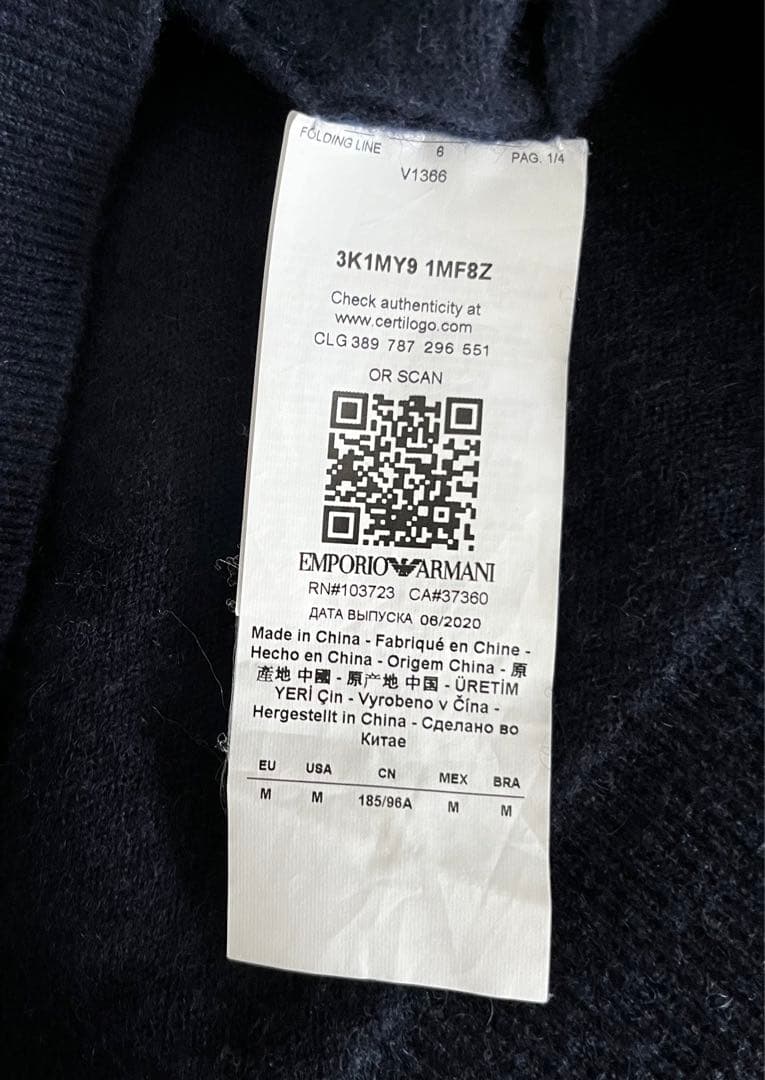 FOLDING LINE 6 PAG. 1/4
V1366
3K1MY9 1MF8Z
Check authenticity at
www.certilogo.com
CLG 389 787 296 551
OR SCAN
EMPORIO ARMANI
RN#103723 CA#37360
ДАТА ВЫПУСКА 06/2020
Made in China - Fabriqué en Chine -
Hecho en China - Origem China - 原
產地 中國 - 原产地 中国 - ÜRETİM
YERİ Çin - Vyrobeno v Čína -
Hergestellt in China - Сделано во
Китае
EU USA CN MEX BRA
M M 185/96A M M